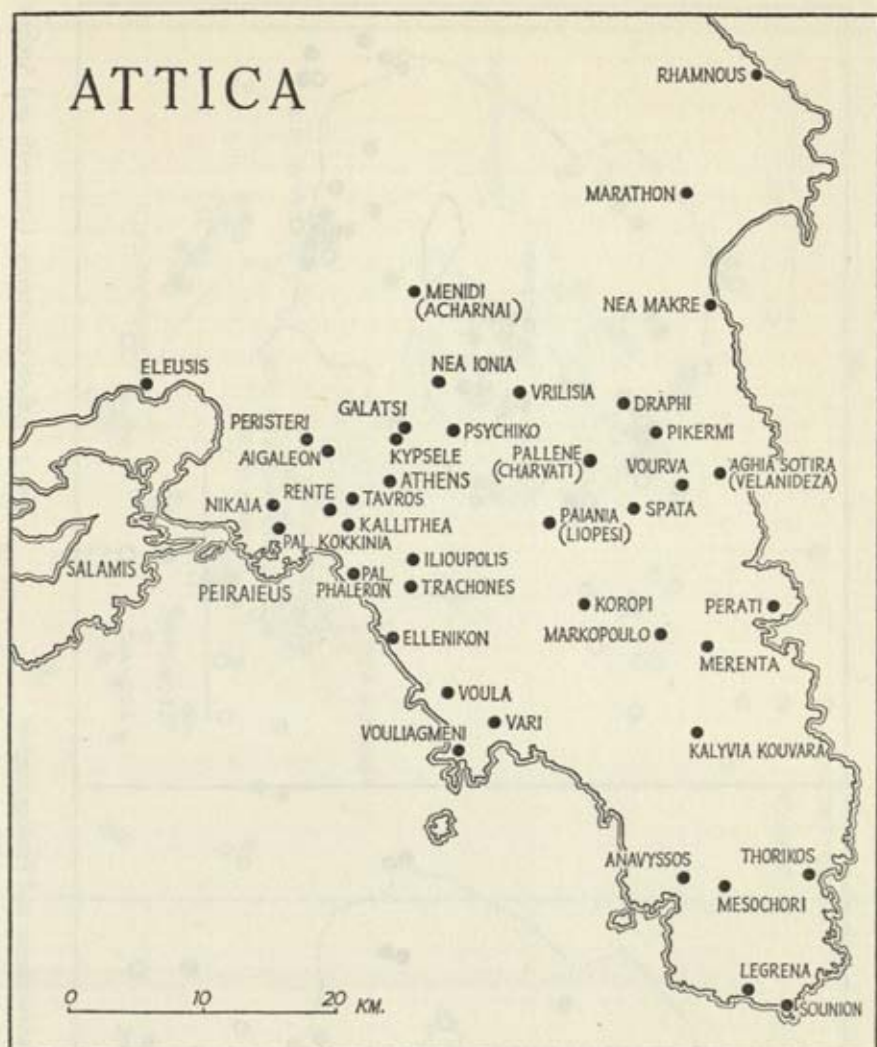 ATTICA
RHAMNOUS
MARATHON
MENIDI
(ACHARNAI)
NEA MAKRE
ELEUSIS
NEA IONIA
VRILISIA
DRAPHI
PERISTERI
GALATSI
PSYCHIKO
PIKERMI
AIGALEON
KYPSELE
PALLENE
(CHARVATI)
VOURVA
AGHIA SOTIRA
(VELANIDEZA)
ATHENS
NIKAIA
RENTE
TAVROS
SPATA
KALLITHEA
PAIANIA
(LIOPESI)
PAL. KOKKINIA
SALAMIS
PEIRAIEUS
PAL.
PHALERON
ILIOUPOLIS
TRACHONES
KOROPI
PERATI
ELLENIKON
MARKOPOULO
MERENTA
VOULA
VARI
VOULIAGMENI
KALYVIA KOUVARA
ANAVYSSOS
THORIKOS
MESOCHORI
LEGRENA
SOUNION
0 10 20 KM.